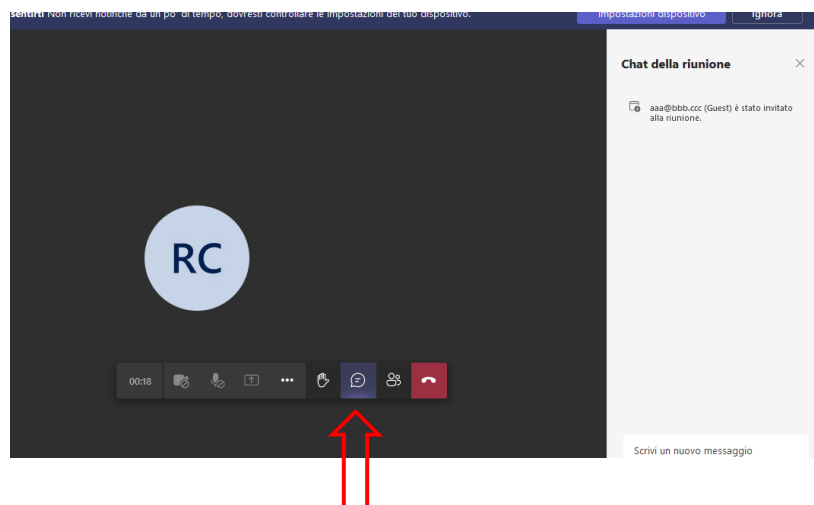 sentirti Non ricevi notifiche da un po' di tempo, dovresti controllare le impostazioni del tuo dispositivo.
Impostazioni dispositivo
Ignora
Chat della riunione
aaa@bbb.ccc (Guest) è stato invitato
alla riunione.
RC
00:18
Scrivi un nuovo messaggio